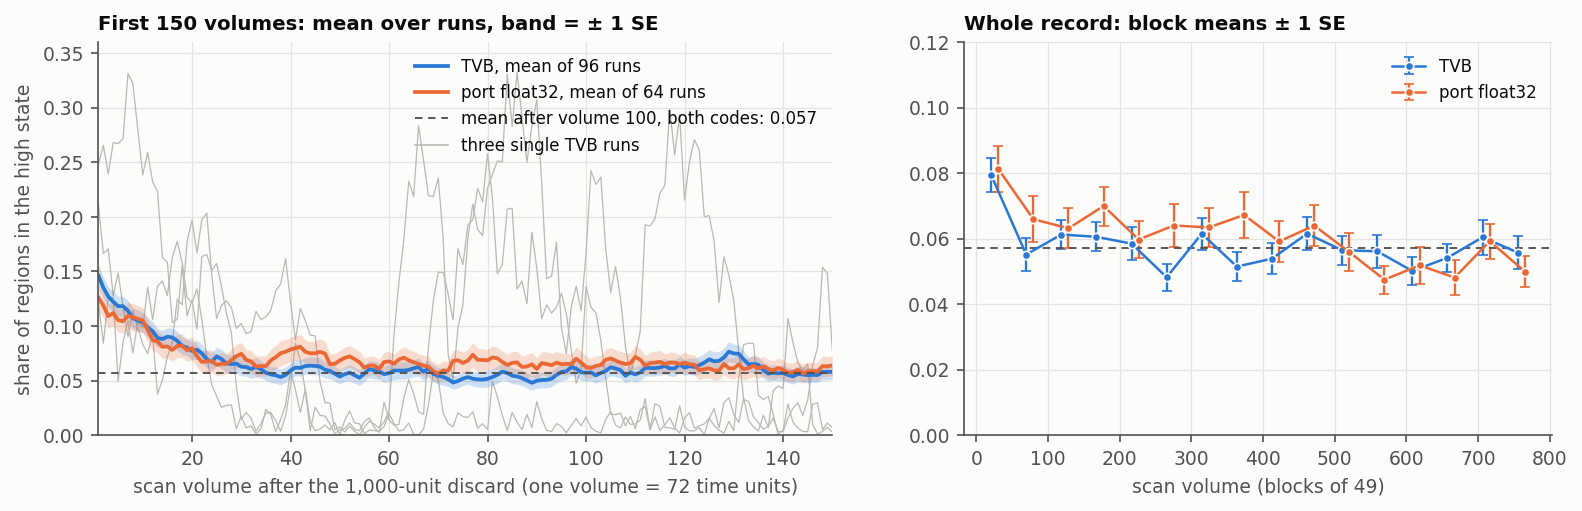 First 150 volumes: mean over runs, band = ± 1 SE
share of regions in the high state
0.35
0.30
0.25
0.20
0.15
0.10
0.05
0.00
TVB, mean of 96 runs
port float32, mean of 64 runs
mean after volume 100, both codes: 0.057
three single TVB runs
20 40 60 80 100 120 140
scan volume after the 1,000-unit discard (one volume = 72 time units)
Whole record: block means ± 1 SE
0.12
0.10
0.08
0.06
0.04
0.02
0.00
TVB
port float32
0 100 200 300 400 500 600 700 800
scan volume (blocks of 49)